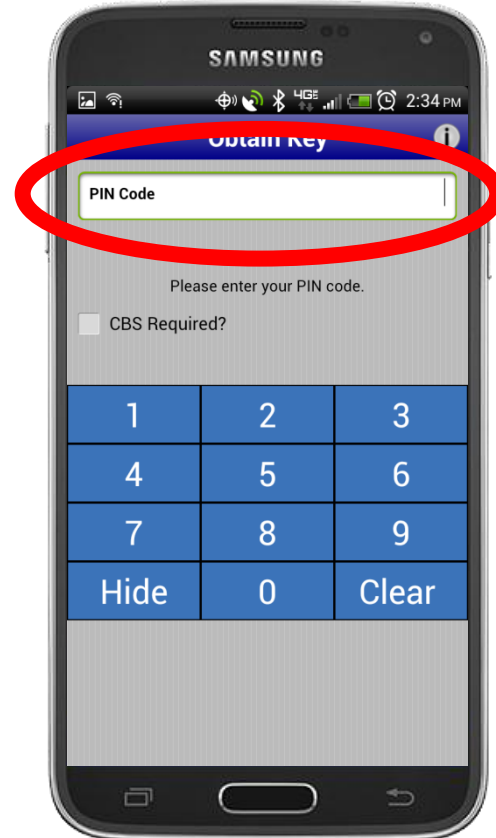 SAMSUNG
4GE 2:34 PM
Obtain Key
PIN Code
Please enter your PIN code.
CBS Required?
1 2 3
4 5 6
7 8 9
Hide 0 Clear